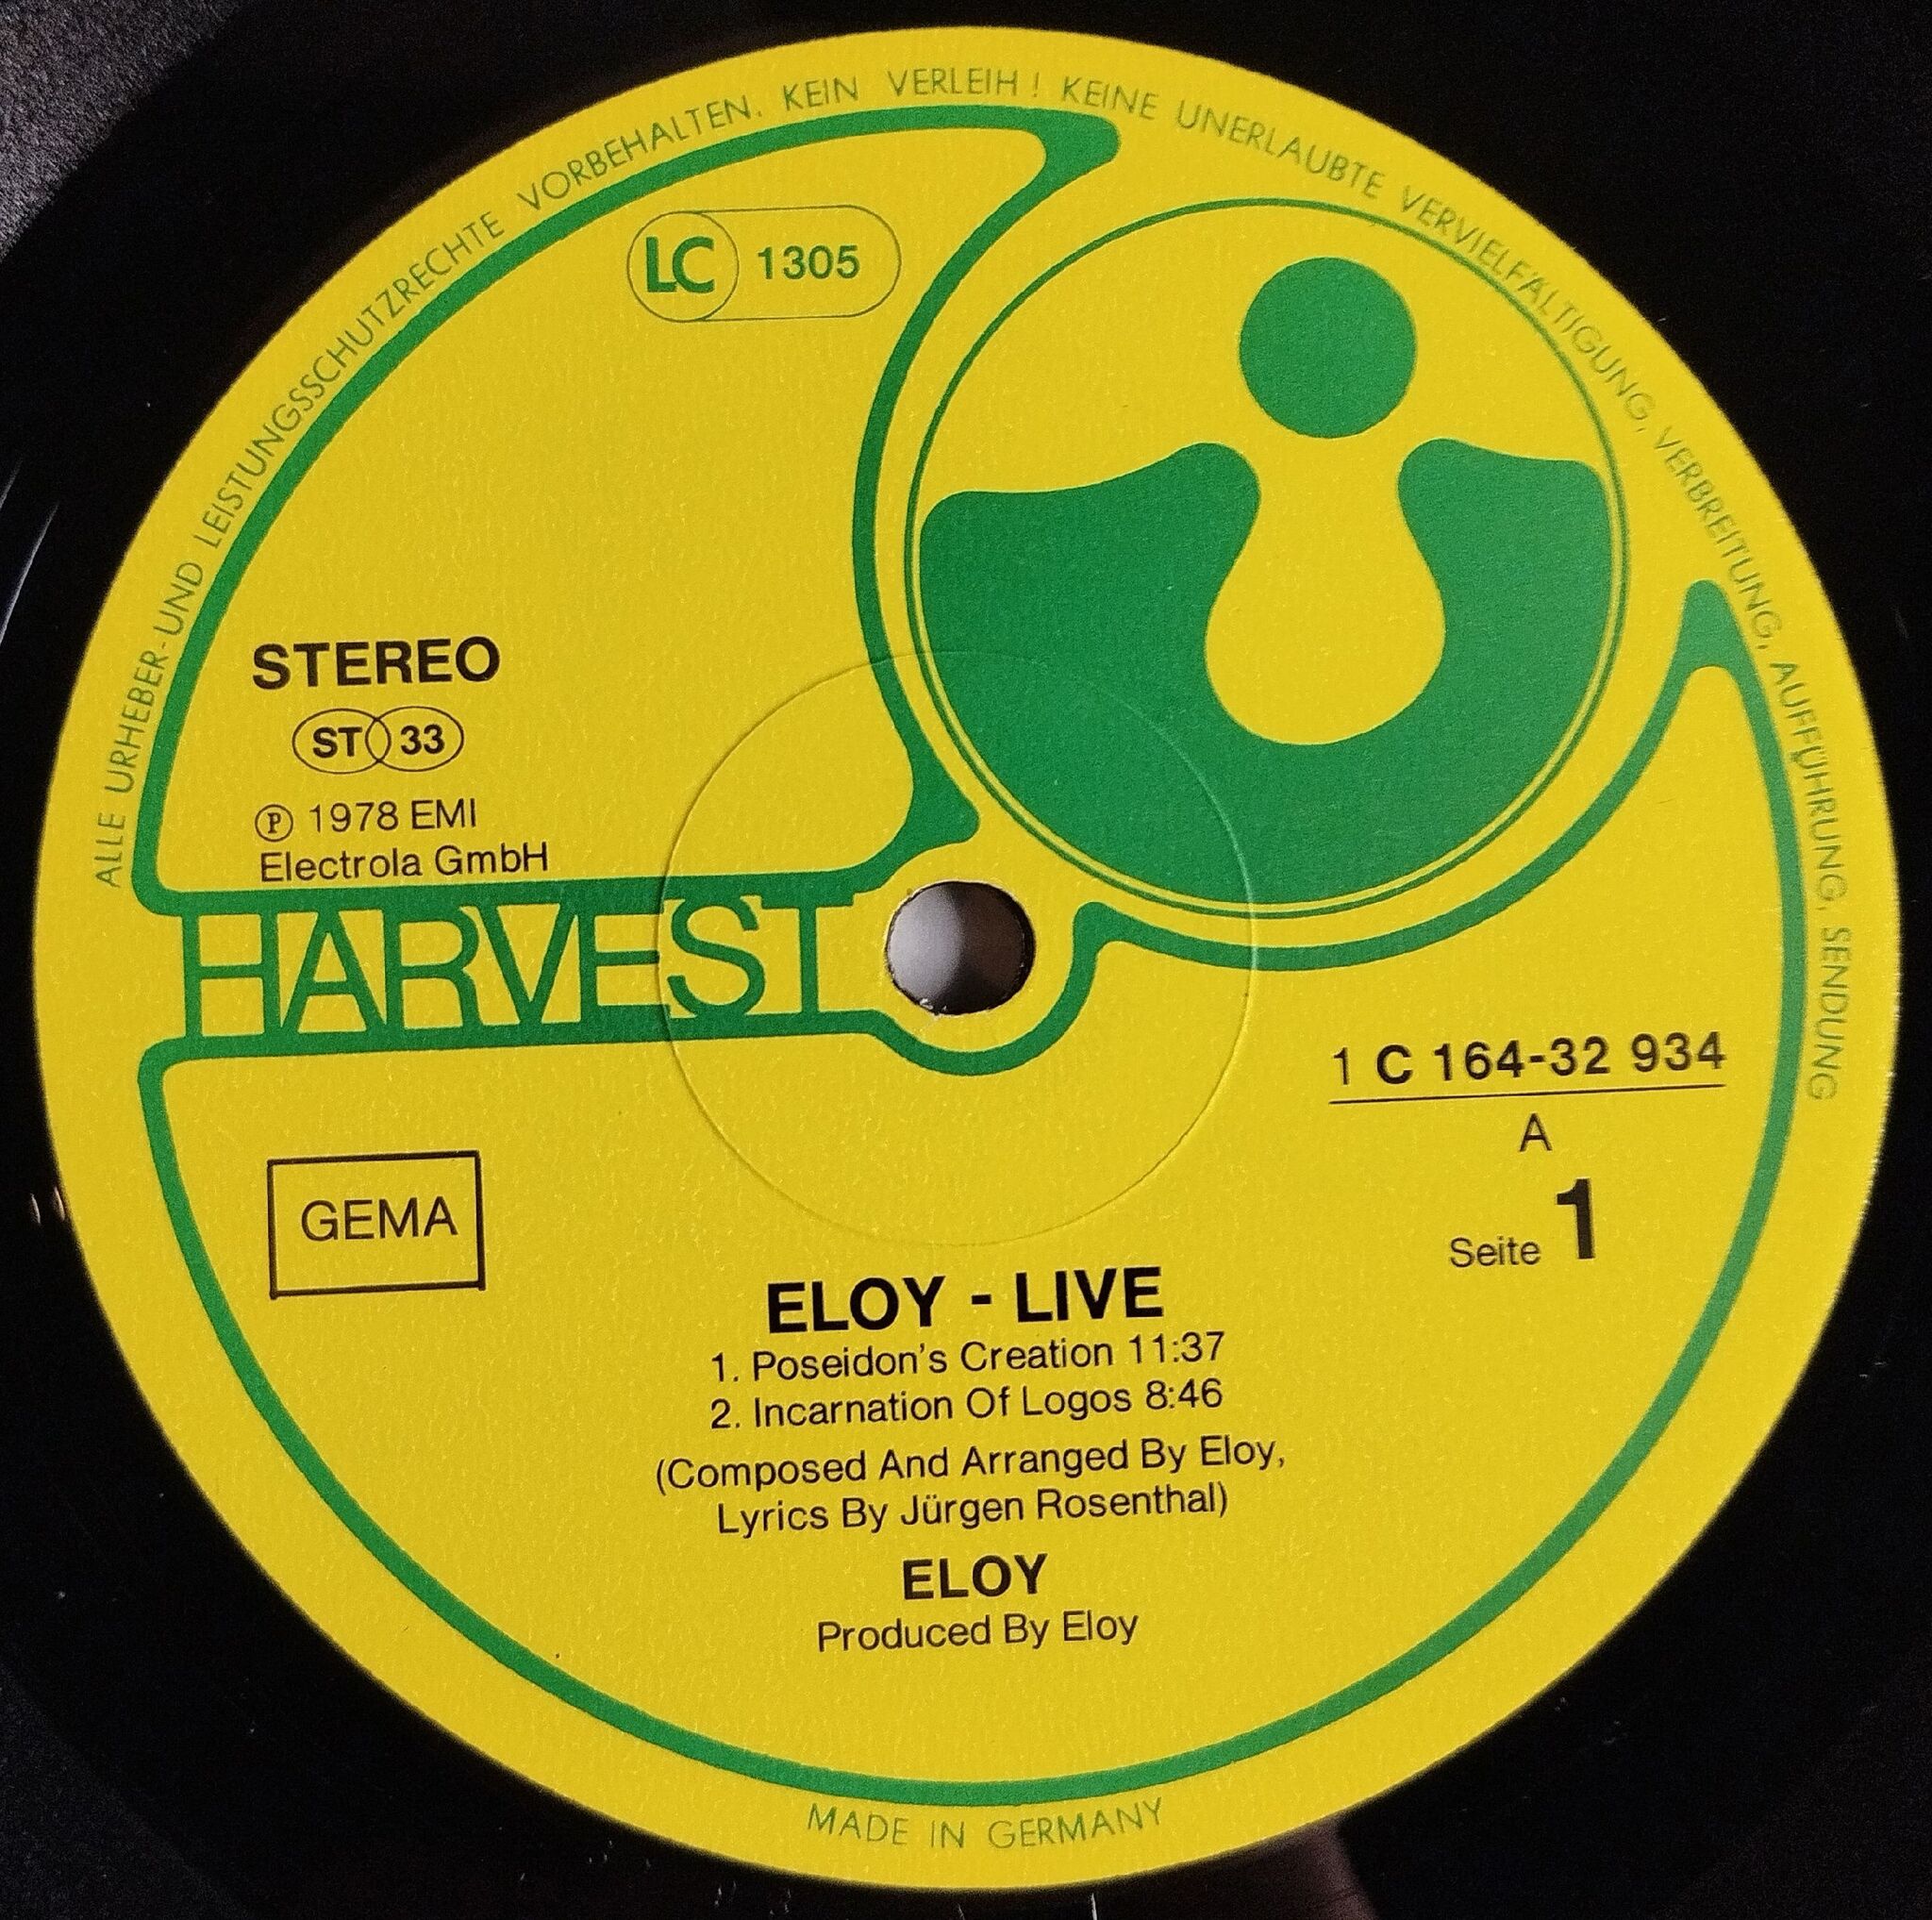 ALLE URHEBER- UND LEISTUNGSSCHUTZRECHTE VORBEHALTEN. KEIN VERLEIH! KEINE UNERLAUBTE VERVIELFÄLTIGUNG, VERBREITUNG, AUFFÜHRUNG, SENDUNG
LC 1305
STEREO
ST 33
Ⓟ 1978 EMI
Electrola GmbH
HARVEST
1 C 164-32 934
A
Seite 1
GEMA
ELOY - LIVE
1. Poseidon's Creation 11:37
2. Incarnation Of Logos 8:46
(Composed And Arranged By Eloy,
Lyrics By Jürgen Rosenthal)
ELOY
Produced By Eloy
MADE IN GERMANY